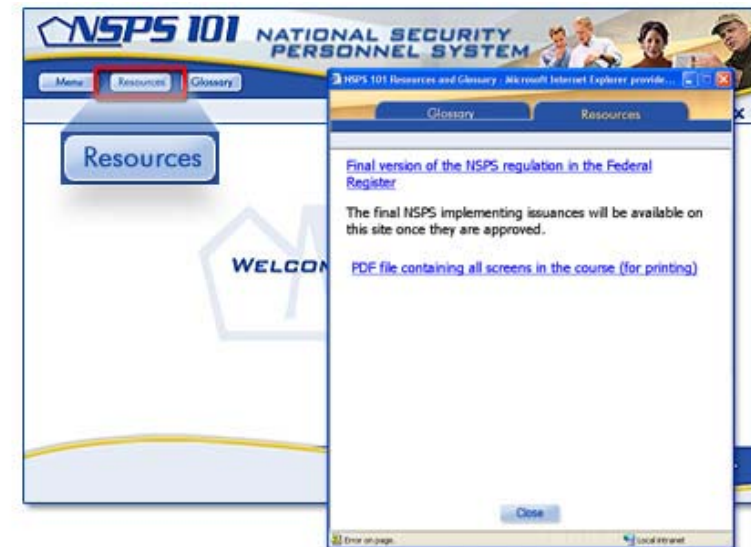 NSPS 101
NATIONAL SECURITY
PERSONNEL SYSTEM
Menu
Resources
Glossary
Resources
WELCOM
NSPS 101 Resources and Glossary - Microsoft Internet Explorer provide...
Glossary
Resources
Final version of the NSPS regulation in the Federal
Register
The final NSPS implementing issuances will be available on
this site once they are approved.
PDF file containing all screens in the course (for printing)
Close
Error on page.
Local intranet